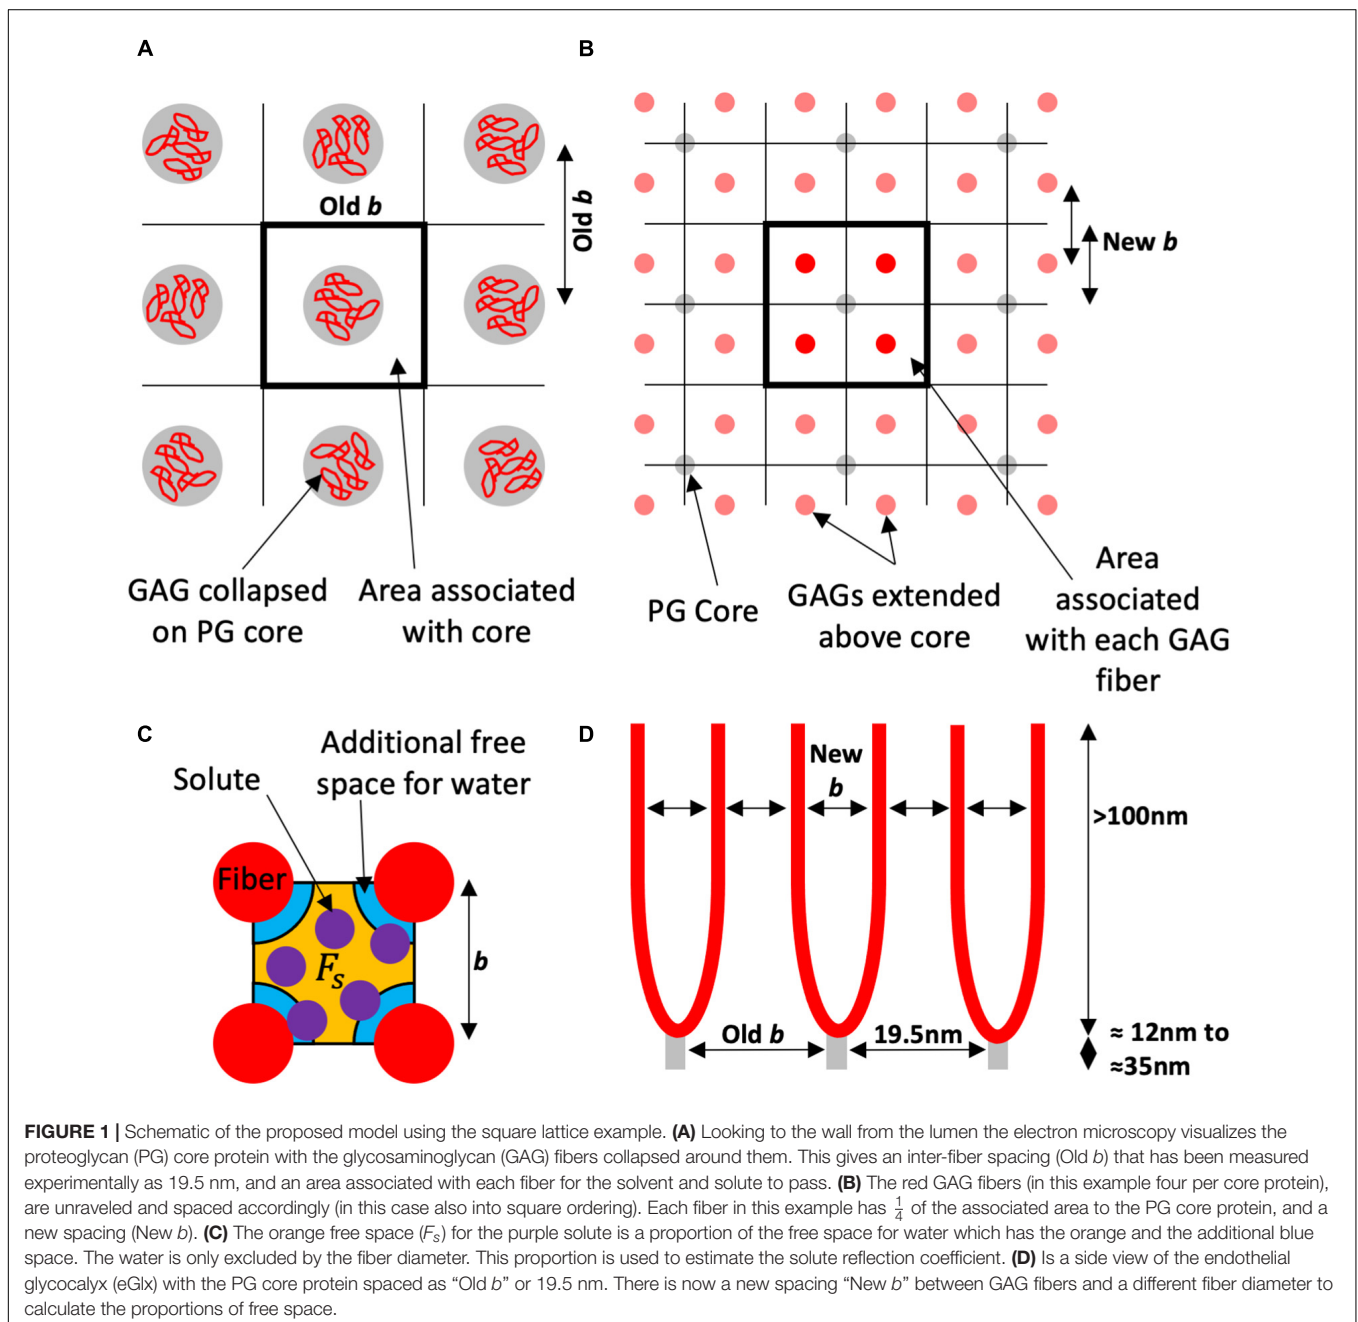 A
B
Old b
Old b
New b
GAG collapsed
on PG core
Area associated
with core
PG Core
GAGs extended
above core
Area
associated
with each GAG
fiber
C
Additional free
space for water
Solute
Fiber
Fₛ
b
D
New
b
>100nm
Old b
19.5nm
≈ 12nm to
≈35nm
FIGURE 1 | Schematic of the proposed model using the square lattice example. (A) Looking to the wall from the lumen the electron microscopy visualizes the
proteoglycan (PG) core protein with the glycosaminoglycan (GAG) fibers collapsed around them. This gives an inter-fiber spacing (Old b) that has been measured
experimentally as 19.5 nm, and an area associated with each fiber for the solvent and solute to pass. (B) The red GAG fibers (in this example four per core protein),
are unraveled and spaced accordingly (in this case also into square ordering). Each fiber in this example has 1/4 of the associated area to the PG core protein, and a
new spacing (New b). (C) The orange free space (Fₛ) for the purple solute is a proportion of the free space for water which has the orange and the additional blue
space. The water is only excluded by the fiber diameter. This proportion is used to estimate the solute reflection coefficient. (D) Is a side view of the endothelial
glycocalyx (eGlx) with the PG core protein spaced as “Old b” or 19.5 nm. There is now a new spacing “New b” between GAG fibers and a different fiber diameter to
calculate the proportions of free space.